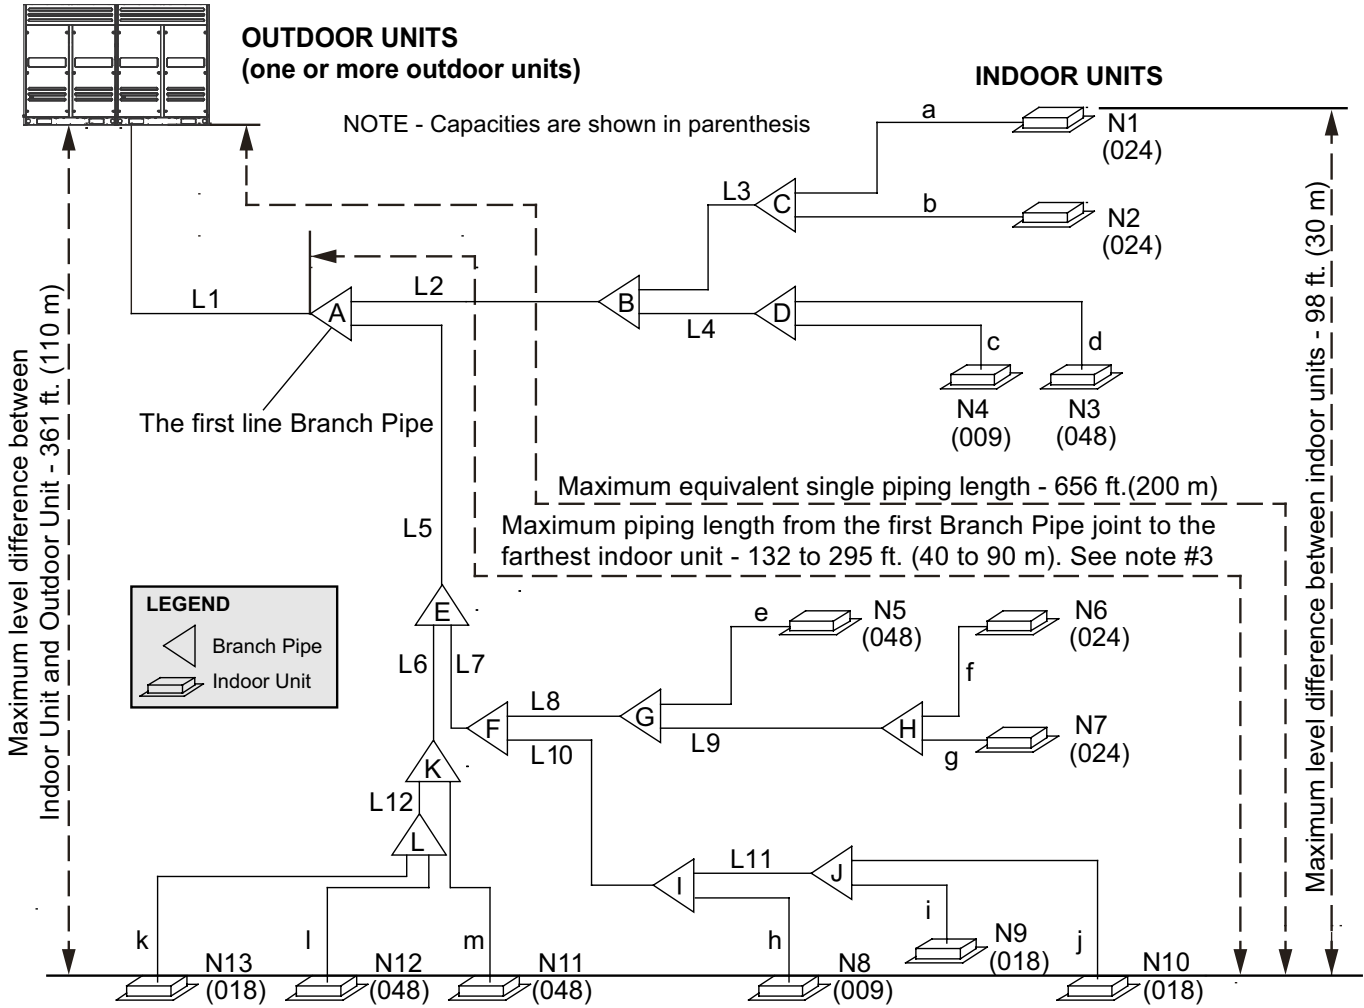 OUTDOOR UNITS
(one or more outdoor units)
INDOOR UNITS
NOTE - Capacities are shown in parenthesis
a
N1
(024)
L3
C
b
N2
(024)
L1
A
L2
B
L4
D
c
d
N4
(009)
N3
(048)
The first line Branch Pipe
Maximum level difference between
Indoor Unit and Outdoor Unit - 361 ft. (110 m)
Maximum level difference between indoor units - 98 ft. (30 m)
Maximum equivalent single piping length - 656 ft.(200 m)
Maximum piping length from the first Branch Pipe joint to the
farthest indoor unit - 132 to 295 ft. (40 to 90 m). See note #3
L5
LEGEND
Branch Pipe
Indoor Unit
E
L6
L7
e
N5
(048)
N6
(024)
f
L8
G
F
L10
L9
H
g
N7
(024)
K
L12
L
L11
J
I
k
l
m
h
i
j
N9
(018)
N13
(018)
N12
(048)
N11
(048)
N8
(009)
N10
(018)